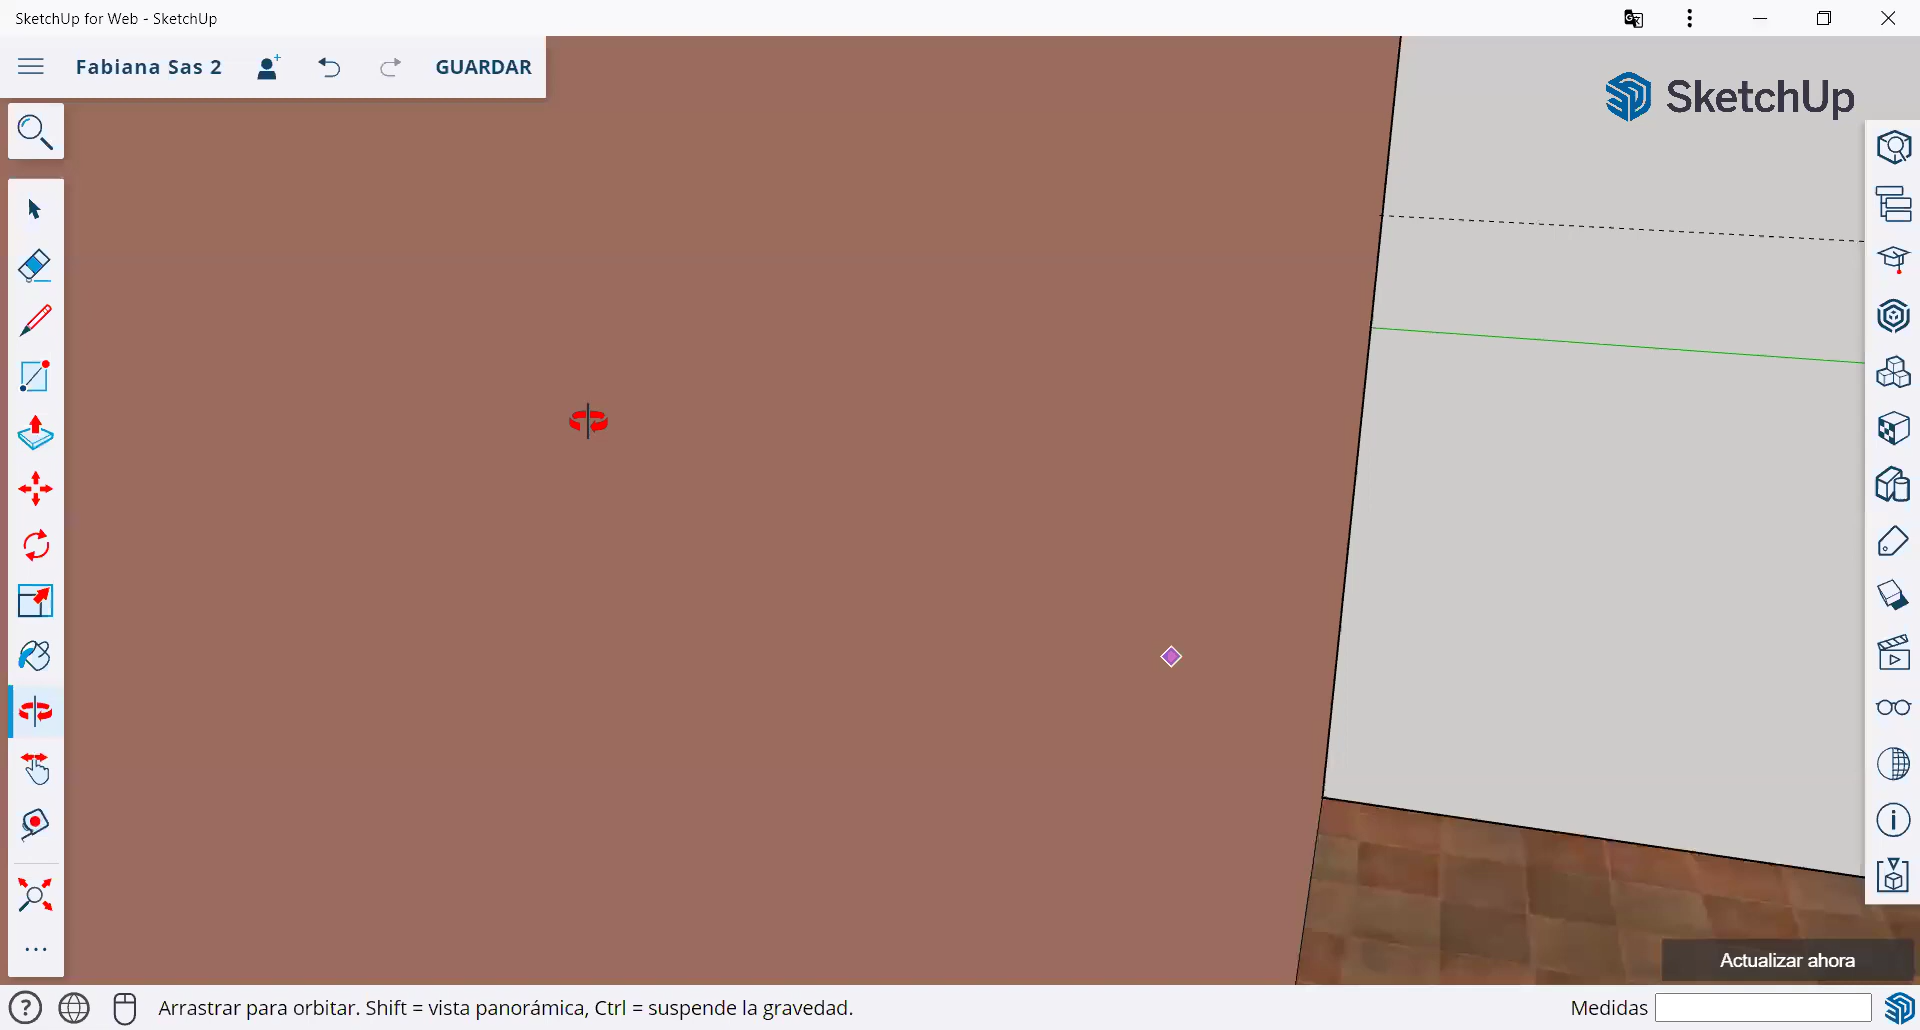 SketchUp for Web - SketchUp
Fabiana Sas 2
GUARDAR
SketchUp
Actualizar ahora
Arrastrar para orbitar. Shift = vista panorámica, Ctrl = suspende la gravedad.
Medidas